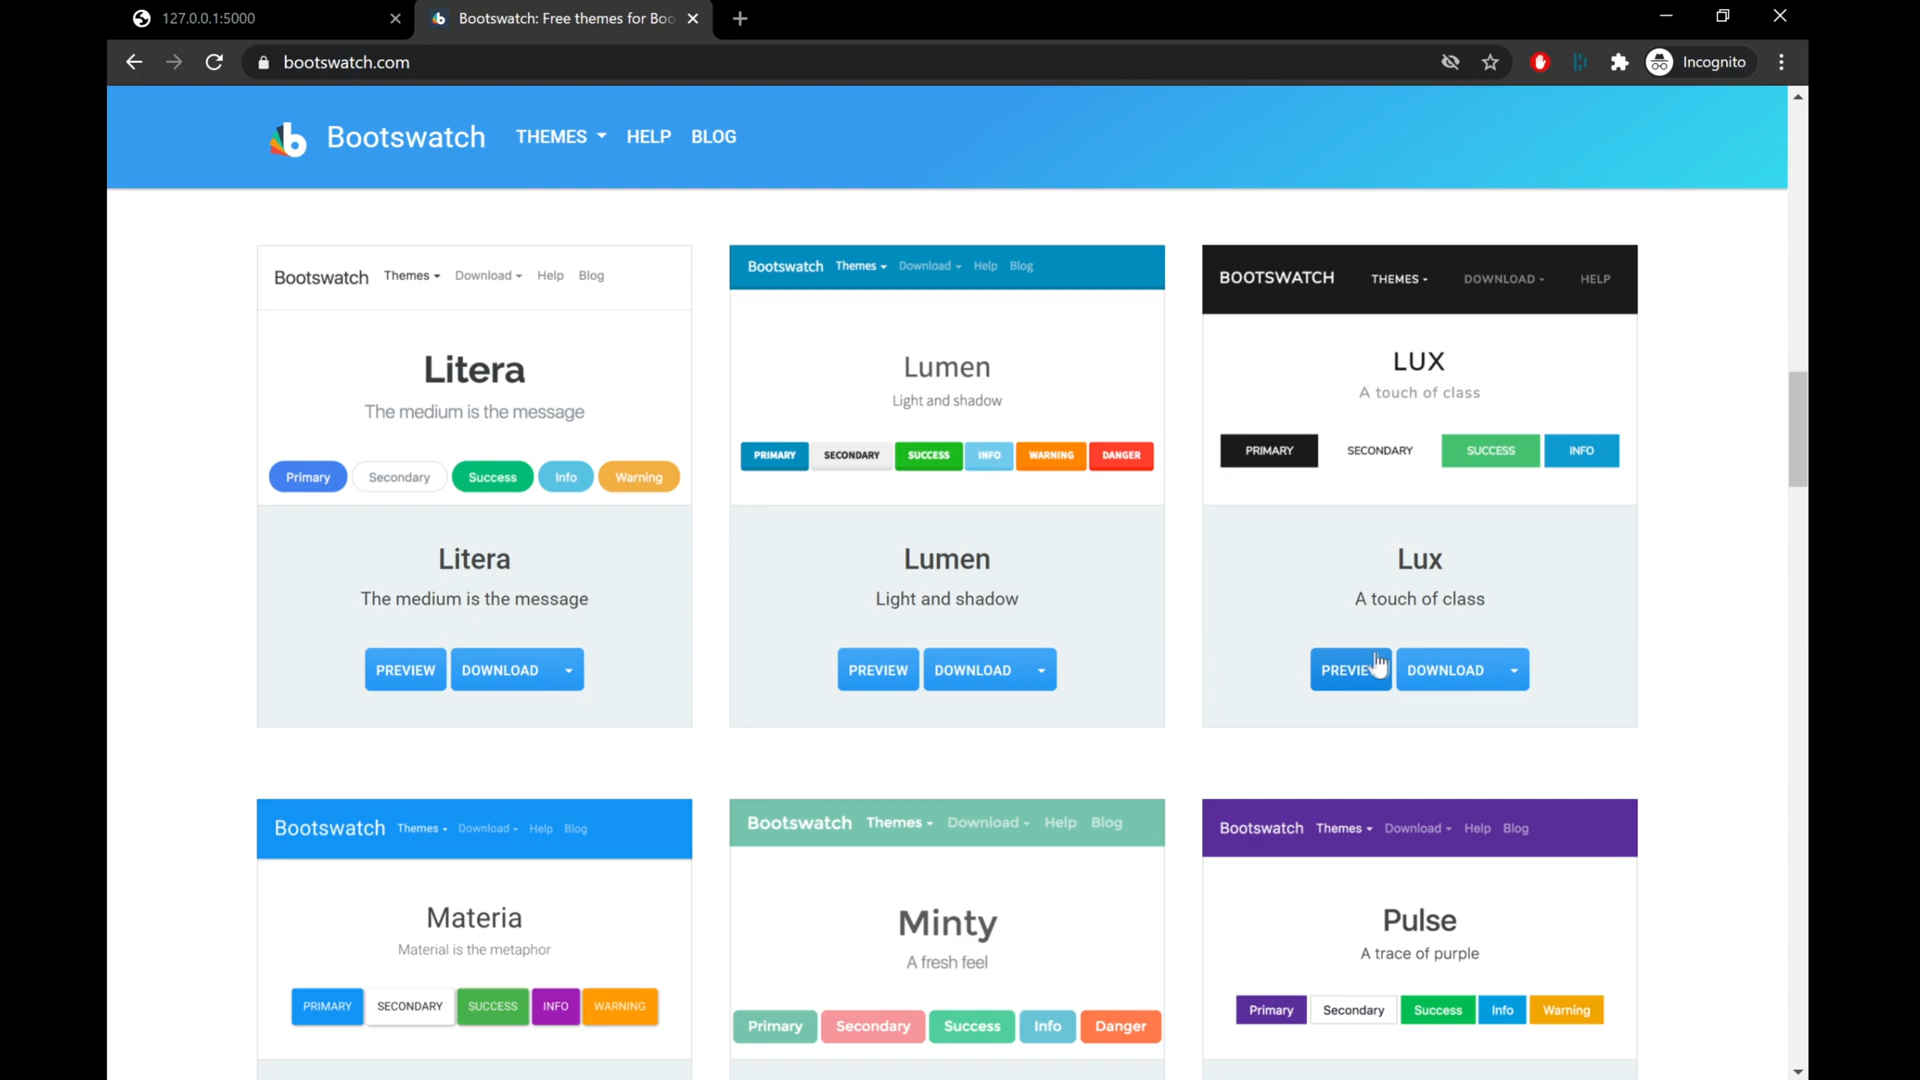 127.0.0.1:5000
Bootswatch: Free themes for Boo
bootswatch.com
Incognito
Bootswatch THEMES HELP BLOG
Bootswatch Themes Download Help Blog
Litera
The medium is the message
Primary Secondary Success Info Warning
Litera
The medium is the message
PREVIEW DOWNLOAD
Bootswatch Themes Download Help Blog
Lumen
Light and shadow
PRIMARY SECONDARY SUCCESS INFO WARNING DANGER
Lumen
Light and shadow
PREVIEW DOWNLOAD
BOOTSWATCH THEMES DOWNLOAD HELP
LUX
A touch of class
PRIMARY SECONDARY SUCCESS INFO
Lux
A touch of class
PREVIEW DOWNLOAD
Bootswatch Themes Download Help Blog
Materia
Material is the metaphor
PRIMARY SECONDARY SUCCESS INFO WARNING
Bootswatch Themes Download Help Blog
Minty
A fresh feel
Primary Secondary Success Info Danger
Bootswatch Themes Download Help Blog
Pulse
A trace of purple
Primary Secondary Success Info Warning